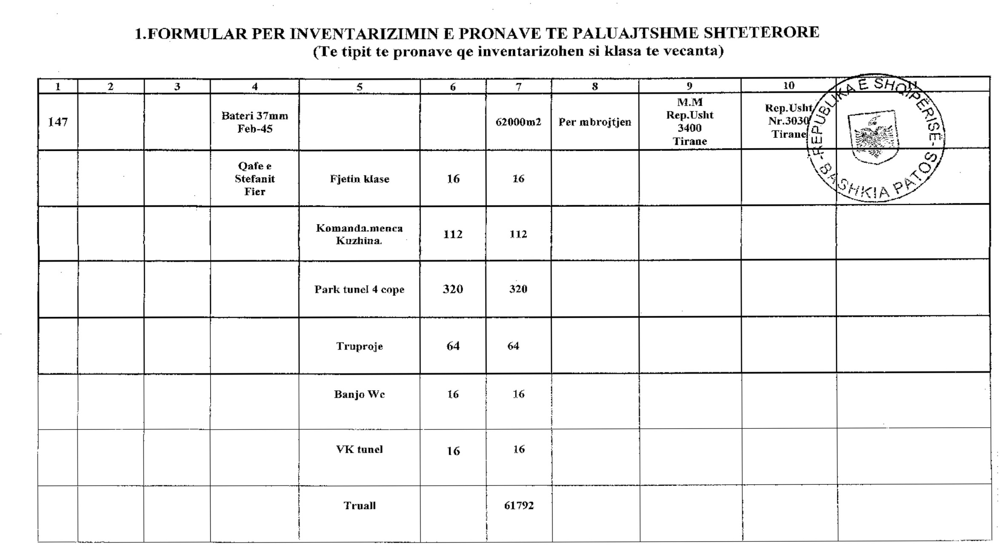 1.FORMULAR PER INVENTARIZIMIN E PRONAVE TE PALUAJTSHME SHTETERORE
(Te tipit te pronave qe inventarizohen si klasa te vecanta)
1 2 3 4 5 6 7 8 9 10 11
147
Bateri 37mm
Feb-45
62000m2
Per mbrojtjen
M.M
Rep.Usht
3400
Tirane
Rep.Usht
Nr.3030
Tirane
-REPUBLIKA E SHQIPËRISË-
BASHKIA PATOS
Qafe e
Stefanit
Fier
Fjetin klase 16 16
Komanda.menca
Kuzhina.
112 112
Park tunel 4 cope 320 320
Truproje 64 64
Banjo Wc 16 16
VK tunel 16 16
Truall 61792